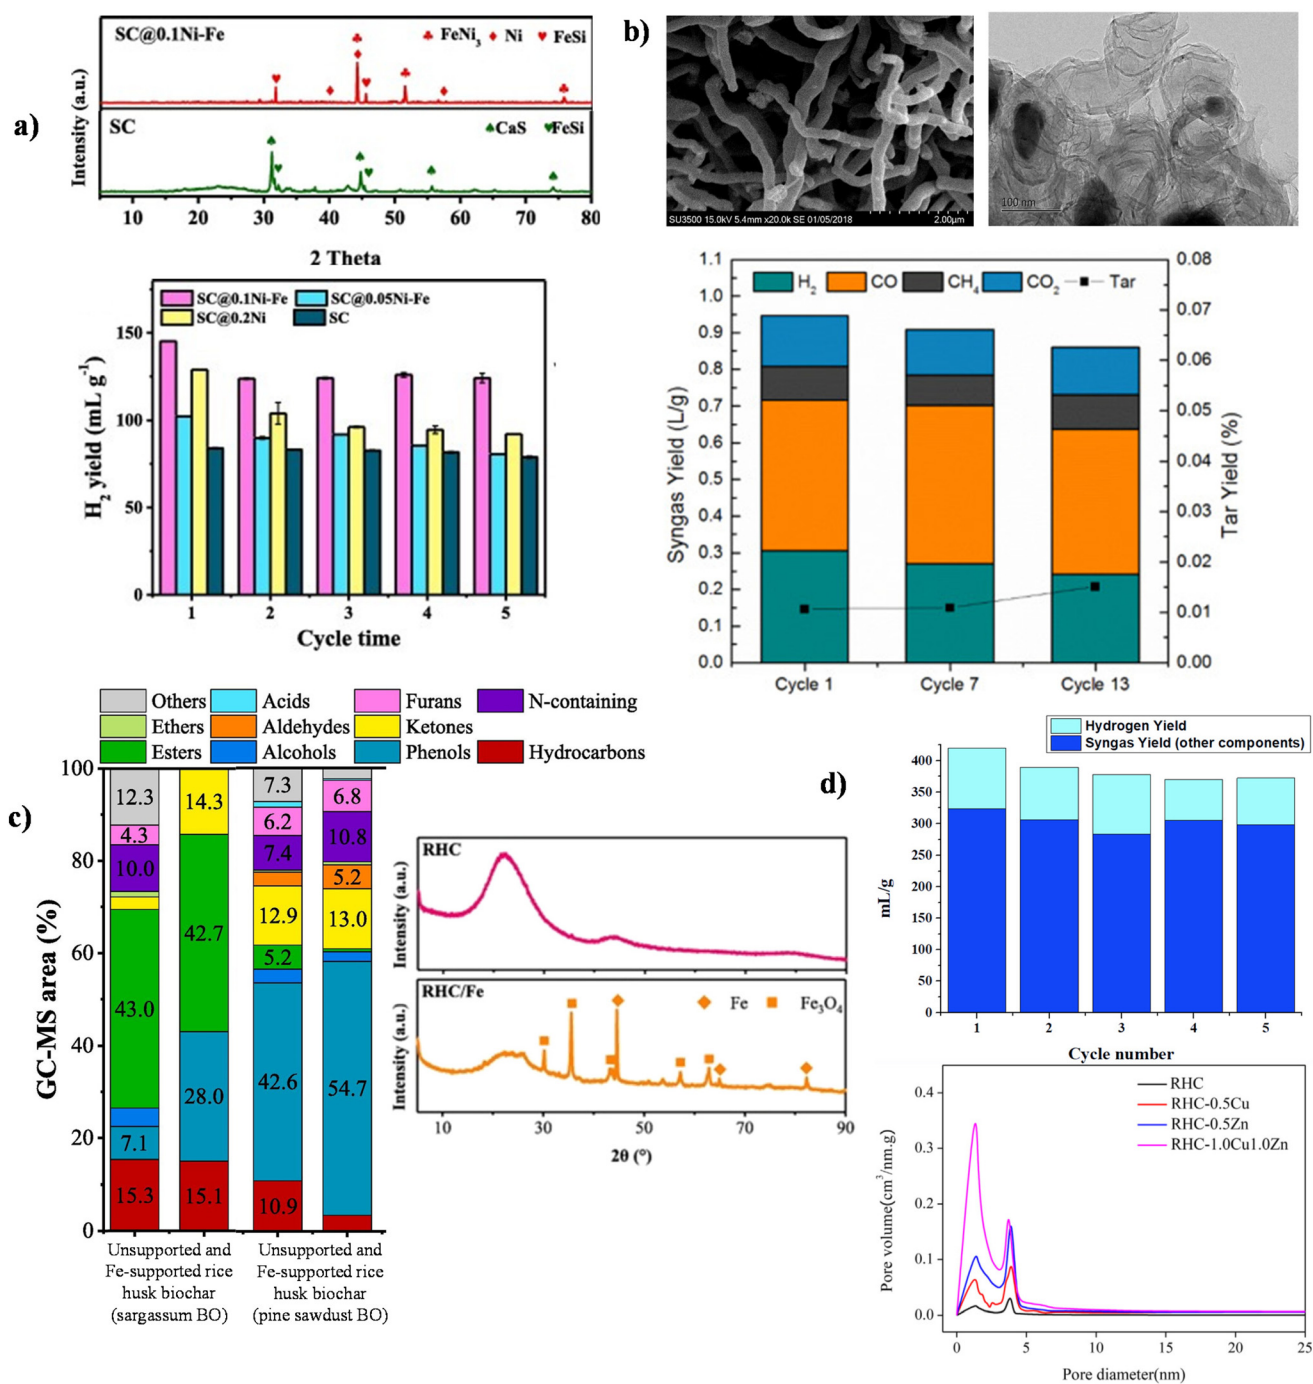 a)
SC@0.1Ni-Fe
FeNi3
Ni
FeSi
SC
CaS
FeSi
Intensity (a.u.)
10 20 30 40 50 60 70 80
2 Theta
SC@0.1Ni-Fe
SC@0.05Ni-Fe
SC@0.2Ni
SC
H2 yield (mL g-1)
150
100
50
0
1 2 3 4 5
Cycle time
b)
SU3500 15.0kV 5.4mm x20.0k SE 01/05/2018
2.00µm
100 nm
H2
CO
CH4
CO2
Tar
Syngas Yield (L/g)
1.1
1.0
0.9
0.8
0.7
0.6
0.5
0.4
0.3
0.2
0.1
0.0
Tar Yield (%)
0.08
0.07
0.06
0.05
0.04
0.03
0.02
0.01
0.00
Cycle 1
Cycle 7
Cycle 13
c)
Others
Acids
Furans
N-containing
Ethers
Aldehydes
Ketones
Esters
Alcohols
Phenols
Hydrocarbons
GC-MS area (%)
100
80
60
40
20
0
12.3
4.3
10.0
43.0
7.1
15.3
14.3
42.7
28.0
15.1
7.3
6.2
7.4
12.9
5.2
42.6
10.9
6.8
10.8
5.2
13.0
54.7
Unsupported and
Fe-supported rice
husk biochar
(sargassum BO)
Unsupported and
Fe-supported rice
husk biochar
(pine sawdust BO)
RHC
Intensity (a.u.)
RHC/Fe
Fe
Fe3O4
Intensity (a.u.)
10 30 50 70 90
2θ (°)
d)
Hydrogen Yield
Syngas Yield (other components)
mL/g
400
350
300
250
200
150
100
50
0
1 2 3 4 5
Cycle number
RHC
RHC-0.5Cu
RHC-0.5Zn
RHC-1.0Cu1.0Zn
Pore volume(cm3/nm.g)
0.4
0.3
0.2
0.1
0.0
0 5 10 15 20 25
Pore diameter(nm)